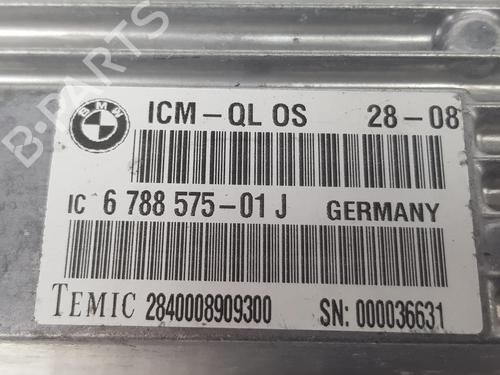 BMW
ICM-QL OS 28-08
IC 6 788 575-01 J GERMANY
TEMIC 2840008909300 SN: 000036631
B-PARTS